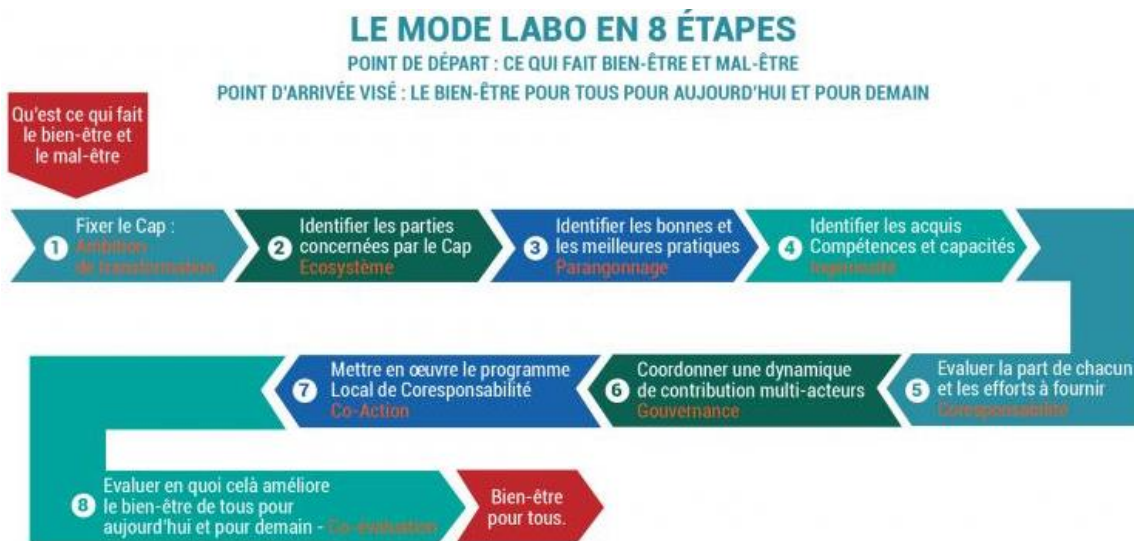 LE MODE LABO EN 8 ÉTAPES
POINT DE DÉPART : CE QUI FAIT BIEN-ÊTRE ET MAL-ÊTRE
POINT D'ARRIVÉE VISÉ : LE BIEN-ÊTRE POUR TOUS POUR AUJOURD'HUI ET POUR DEMAIN
Qu'est ce qui fait
le bien-être et
le mal-être
1
Fixer le Cap :
Ambition
de transformation
2
Identifier les parties
concernées par le Cap
Ecosystème
3
Identifier les bonnes et
les meilleures pratiques
Parangonnage
4
Identifier les acquis
Compétences et capacités
5
Evaluer la part de chacun
et les efforts à fournir
Coresponsabilité
6
Coordonner une dynamique
de contribution multi-acteurs
Gouvernance
7
Mettre en œuvre le programme
Local de Coresponsabilité
Co-Action
8
Evaluer en quoi celà améliore
le bien-être de tous pour
aujourd'hui et pour demain - Co-évaluation
Bien-être
pour tous.